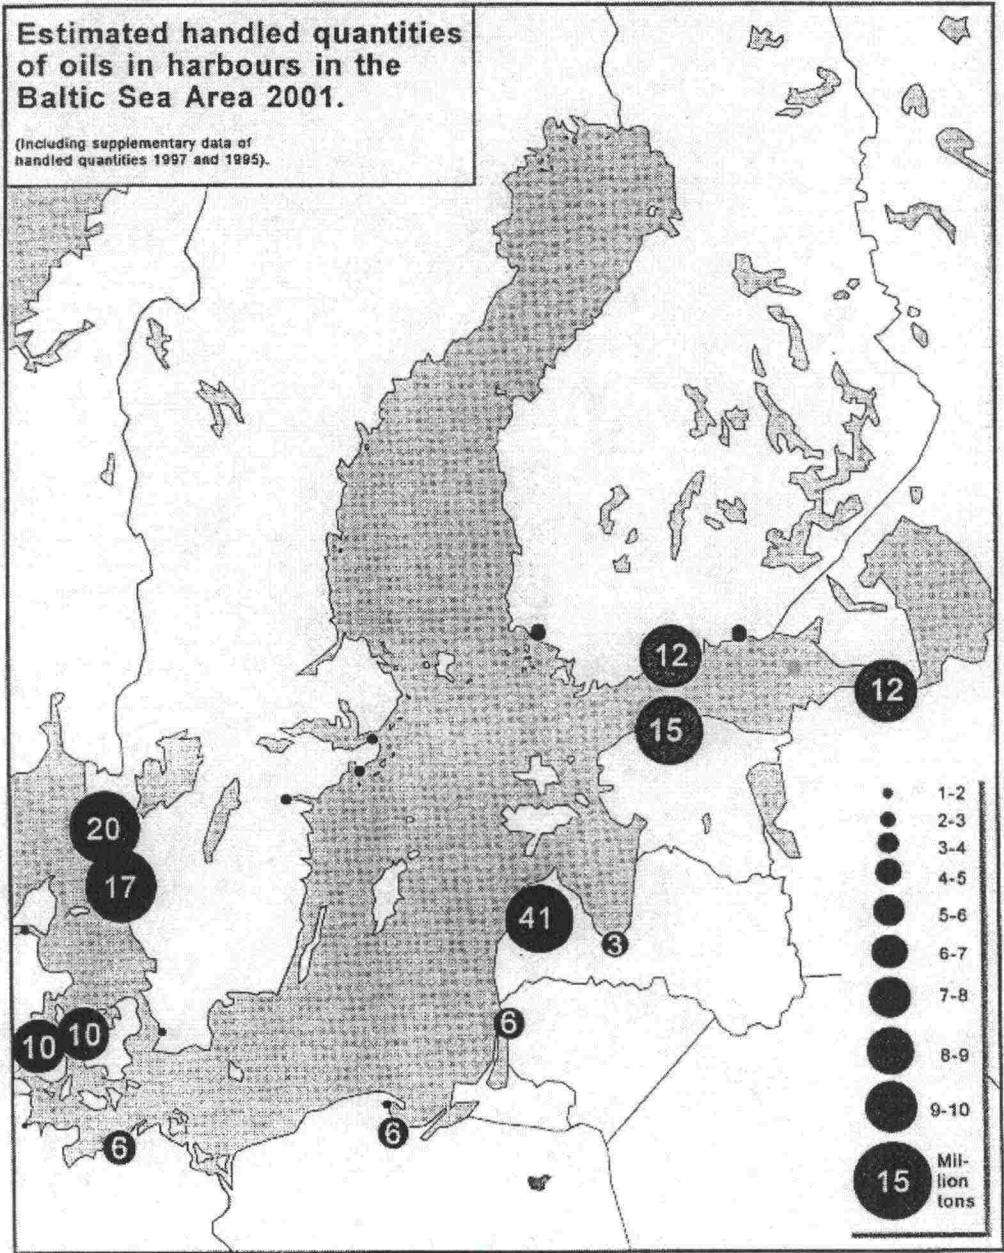 Estimated handled quantities
of oils in harbours in the
Baltic Sea Area 2001.
(Including supplementary data of
handled quantities 1997 and 1995).
12
12
15
20
17
41
3
10
10
6
6
6
1-2
2-3
3-4
4-5
5-6
6-7
7-8
8-9
9-10
15
Mil-
lion
tons